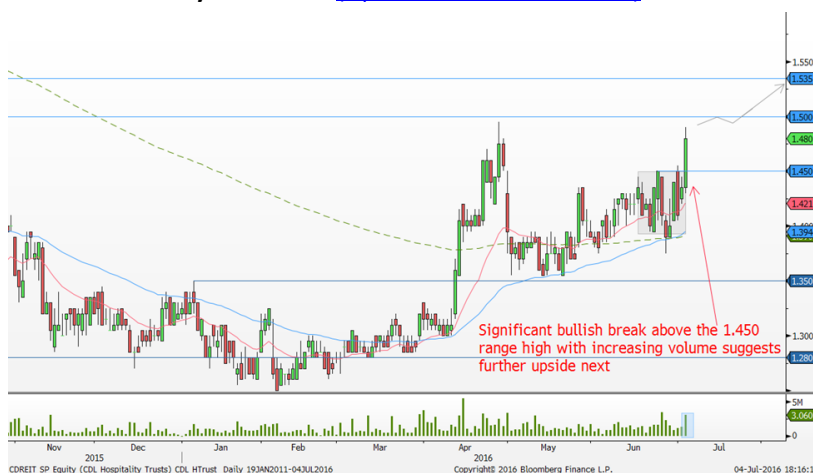 1.550
1.535
1.500
1.480
1.450
1.421
1.394
1.350
1.300
1.280
Significant bullish break above the 1.450
range high with increasing volume suggests
further upside next
5M
3.060
0
Nov Dec Jan Feb Mar Apr May Jun Jul
2015 2016
CDREIT SP Equity (CDL Hospitality Trusts) CDL HTrust Daily 19JAN2011-04JUL2016 Copyright© 2016 Bloomberg Finance L.P. 04-Jul-2016 18:16:1